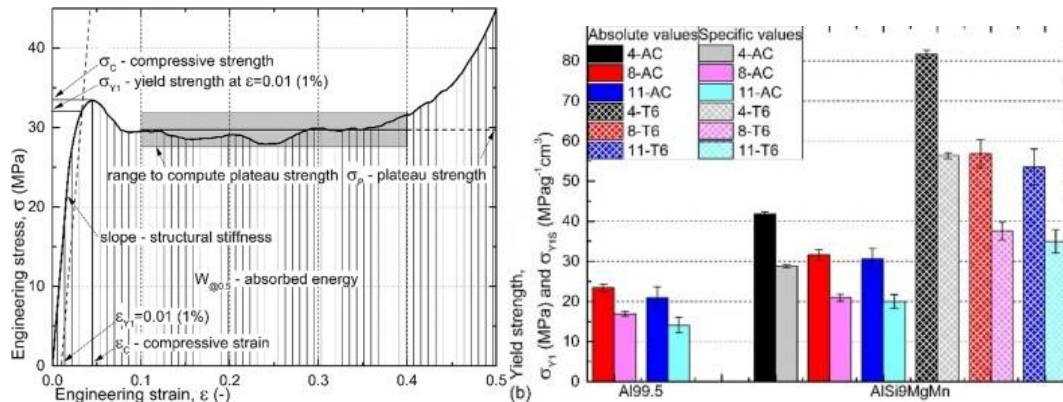 40
σC - compressive strength
σY1 - yield strength at ε=0.01 (1%)
30
range to compute plateau strength
σP - plateau strength
20
slope - structural stiffness
W@0.5 - absorbed energy
10
εY1=0.01 (1%)
εC - compressive strain
0
0.0 0.1 0.2 0.3 0.4 0.5
Engineering stress, σ (MPa)
Engineering strain, ε (-)
(b)
Yield strength,
σY1 (MPa) and σY1S (MPag-1cm3)
Absolute values Specific values
4-AC 4-AC
8-AC 8-AC
11-AC 11-AC
4-T6 4-T6
8-T6 8-T6
11-T6 11-T6
80
70
60
50
40
30
20
10
0
Al99.5 AlSi9MgMn